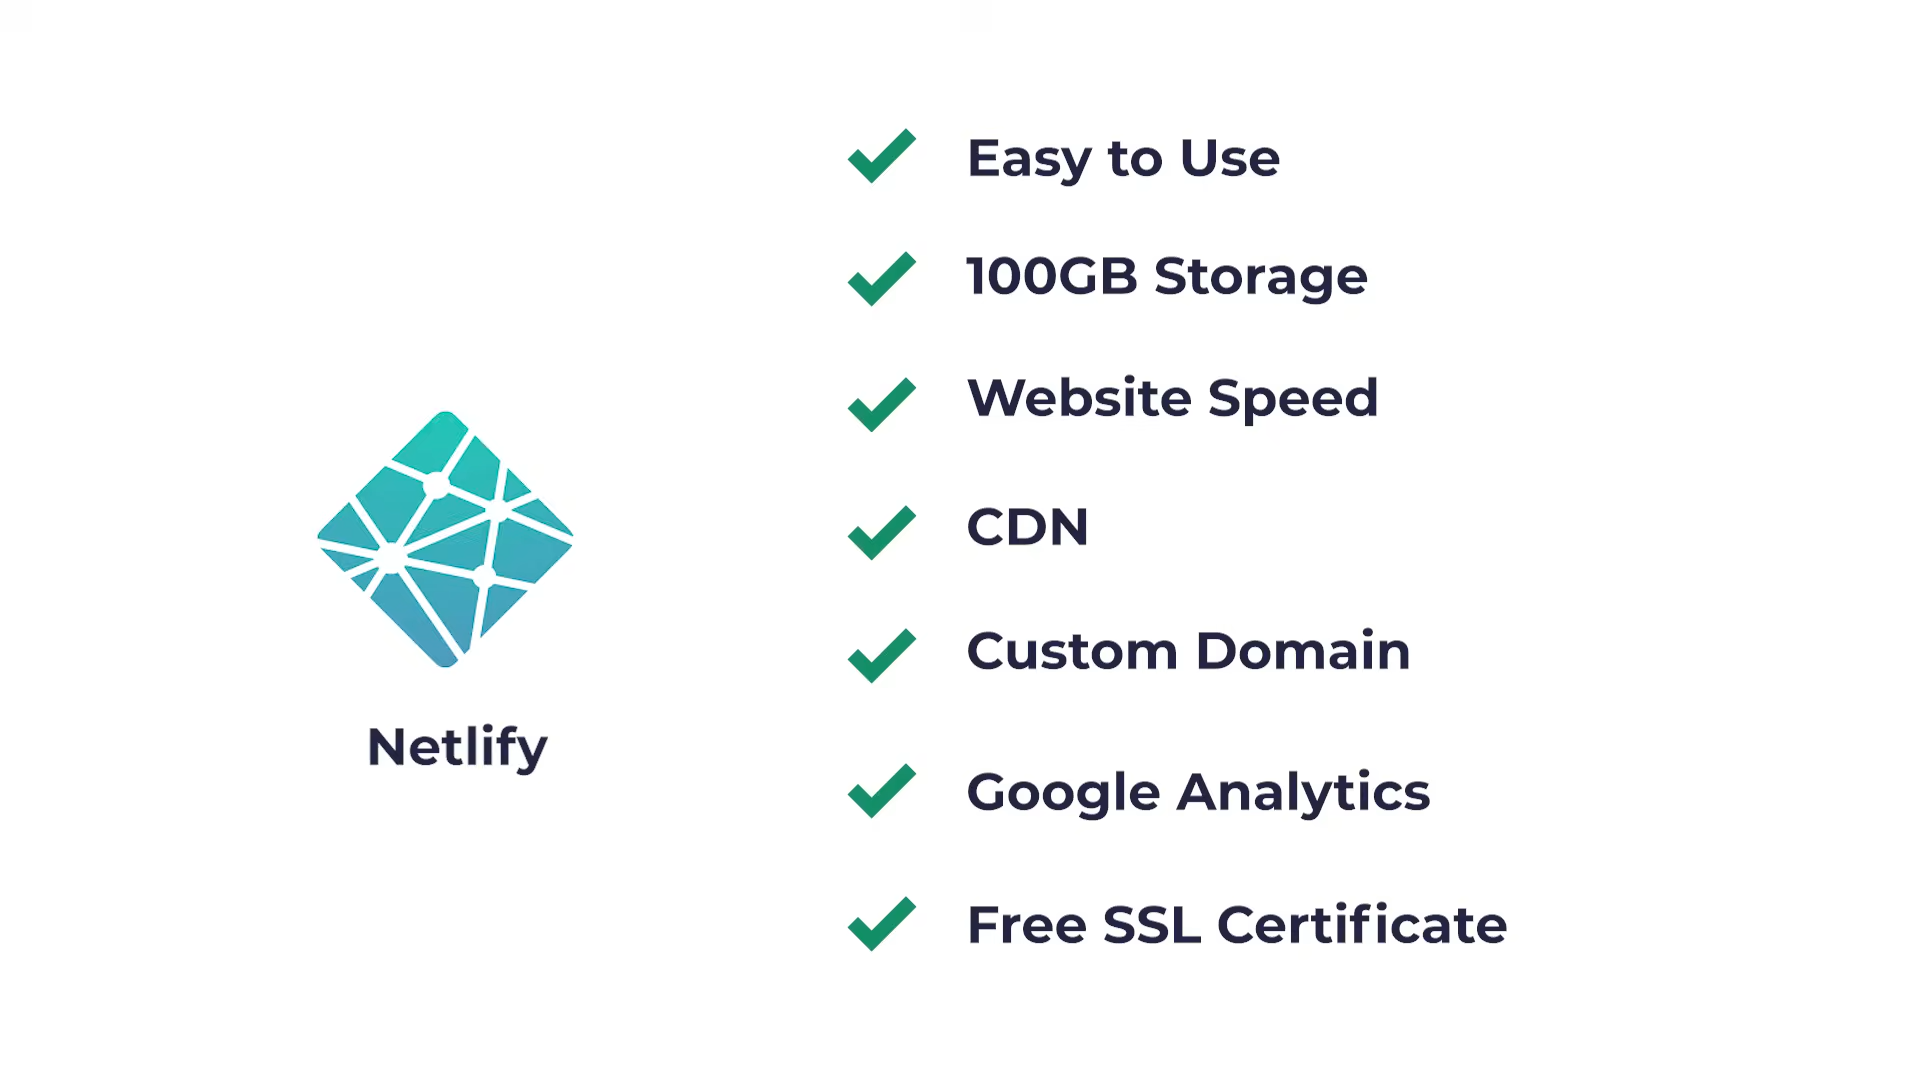 Easy to Use
100GB Storage
Website Speed
CDN
Custom Domain
Netlify
Google Analytics
Free SSL Certificate